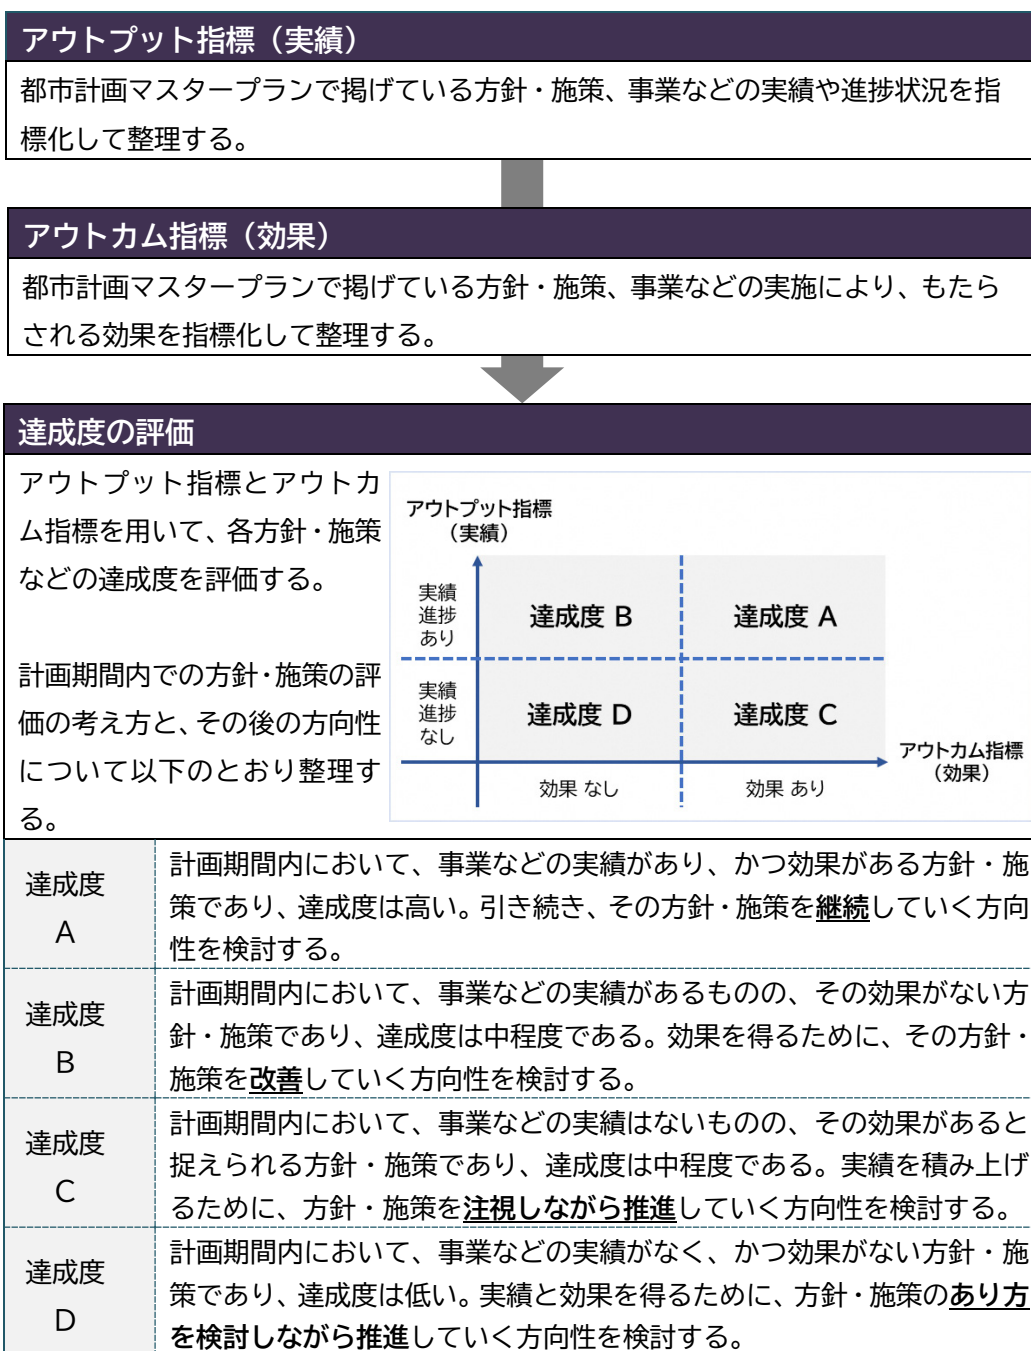 アウトプット指標（実績）
都市計画マスタープランで掲げている方針・施策、事業などの実績や進捗状況を指
標化して整理する。
アウトカム指標（効果）
都市計画マスタープランで掲げている方針・施策、事業などの実施により、もたら
される効果を指標化して整理する。
達成度の評価
アウトプット指標とアウトカ
ム指標を用いて、各方針・施策
などの達成度を評価する。
計画期間内での方針・施策の評
価の考え方と、その後の方向性
について以下のとおり整理す
る。
アウトプット指標
（実績）
実績
進捗
あり
達成度 B
達成度 A
実績
進捗
なし
達成度 D
達成度 C
アウトカム指標
（効果）
効果 なし
効果 あり
達成度
A
計画期間内において、事業などの実績があり、かつ効果がある方針・施
策であり、達成度は高い。引き続き、その方針・施策を継続していく方向
性を検討する。
達成度
B
計画期間内において、事業などの実績があるものの、その効果がない方
針・施策であり、達成度は中程度である。効果を得るために、その方針・
施策を改善していく方向性を検討する。
達成度
C
計画期間内において、事業などの実績はないものの、その効果があると
捉えられる方針・施策であり、達成度は中程度である。実績を積み上げ
るために、方針・施策を注視しながら推進していく方向性を検討する。
達成度
D
計画期間内において、事業などの実績がなく、かつ効果がない方針・施
策であり、達成度は低い。実績と効果を得るために、方針・施策のあり方
を検討しながら推進していく方向性を検討する。